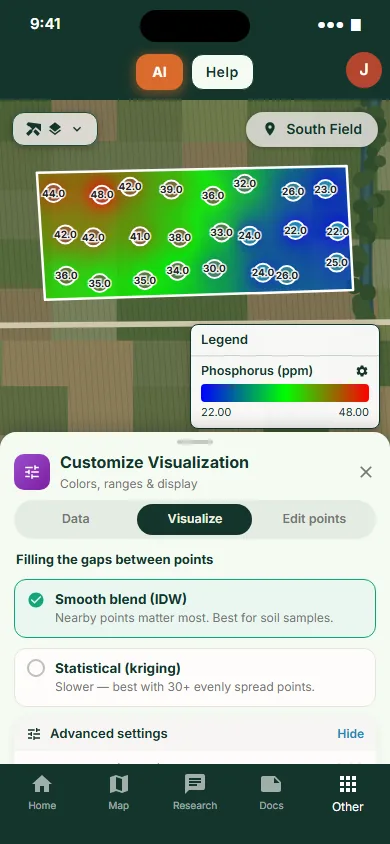 9:41
AI
Help
J
South Field
44.0
48.0
42.0
39.0
36.0
32.0
26.0
23.0
42.0
42.0
41.0
38.0
33.0
24.0
22.0
22.0
36.0
35.0
35.0
34.0
30.0
24.0
26.0
25.0
Legend
Phosphorus (ppm)
22.00 48.00
Customize Visualization
Colors, ranges & display
Data Visualize Edit points
Filling the gaps between points
Smooth blend (IDW)
Nearby points matter most. Best for soil samples.
Statistical (kriging)
Slower — best with 30+ evenly spread points.
Advanced settings Hide
Home Map Research Docs Other